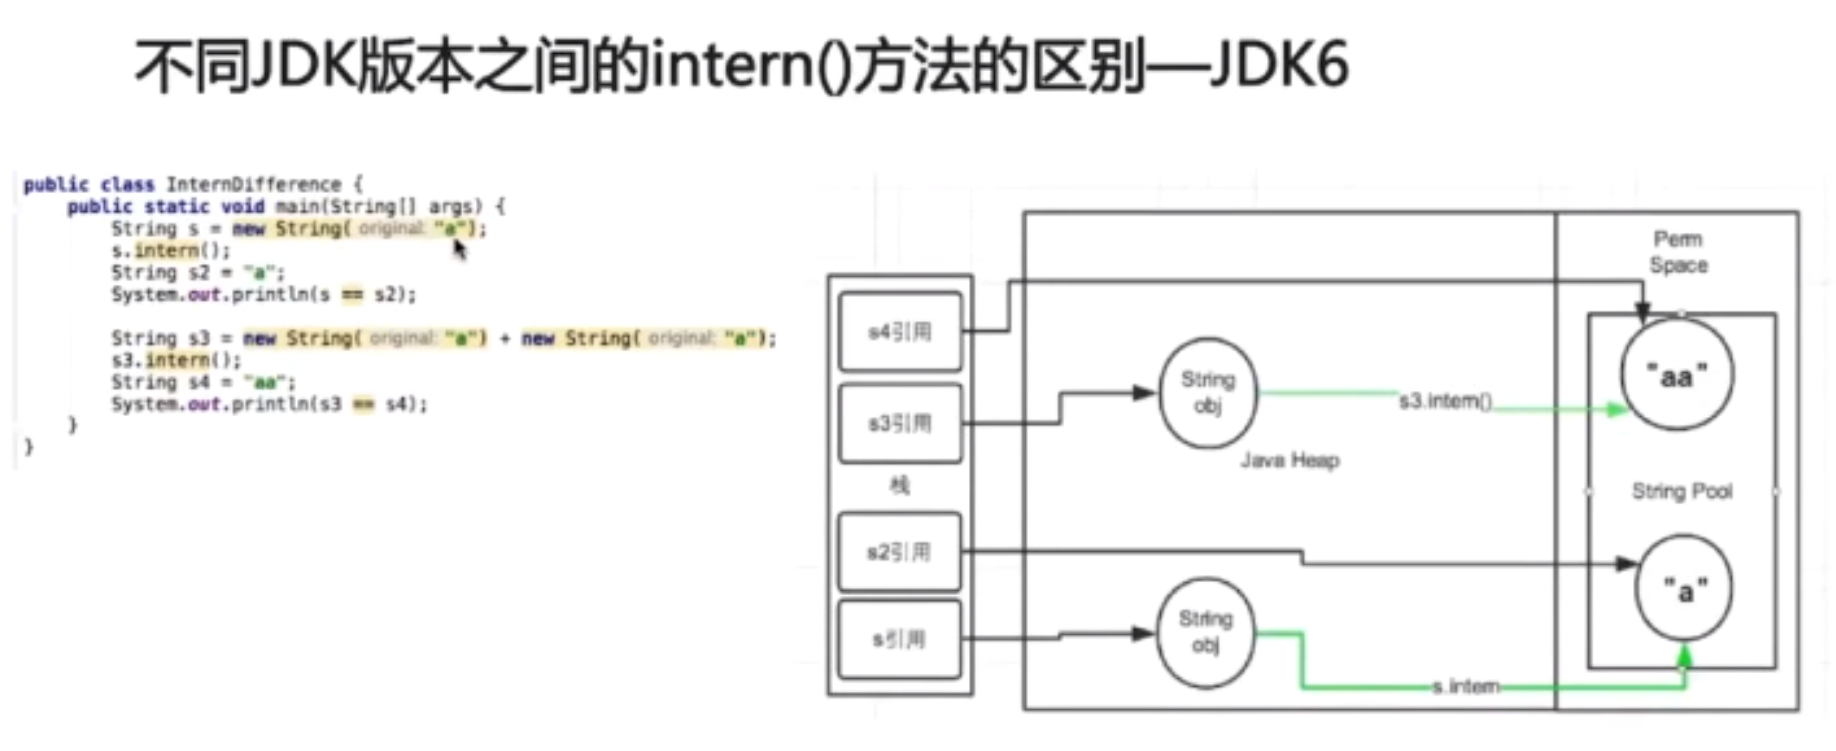 不同JDK版本之间的intern()方法的区别—JDK6
public class InternDifference {
public static void main(String[] args) {
String s = new String( original: "a");
s.intern();
String s2 = "a";
System.out.println(s == s2);
String s3 = new String( original: "a") + new String( original: "a");
s3.intern();
String s4 = "aa";
System.out.println(s3 == s4);
}
}
s4引用
s3引用
栈
s2引用
s引用
String
obj
s3.intern()
Java Heap
String
obj
s.intern
Perm
Space
"aa"
String Pool
"a"